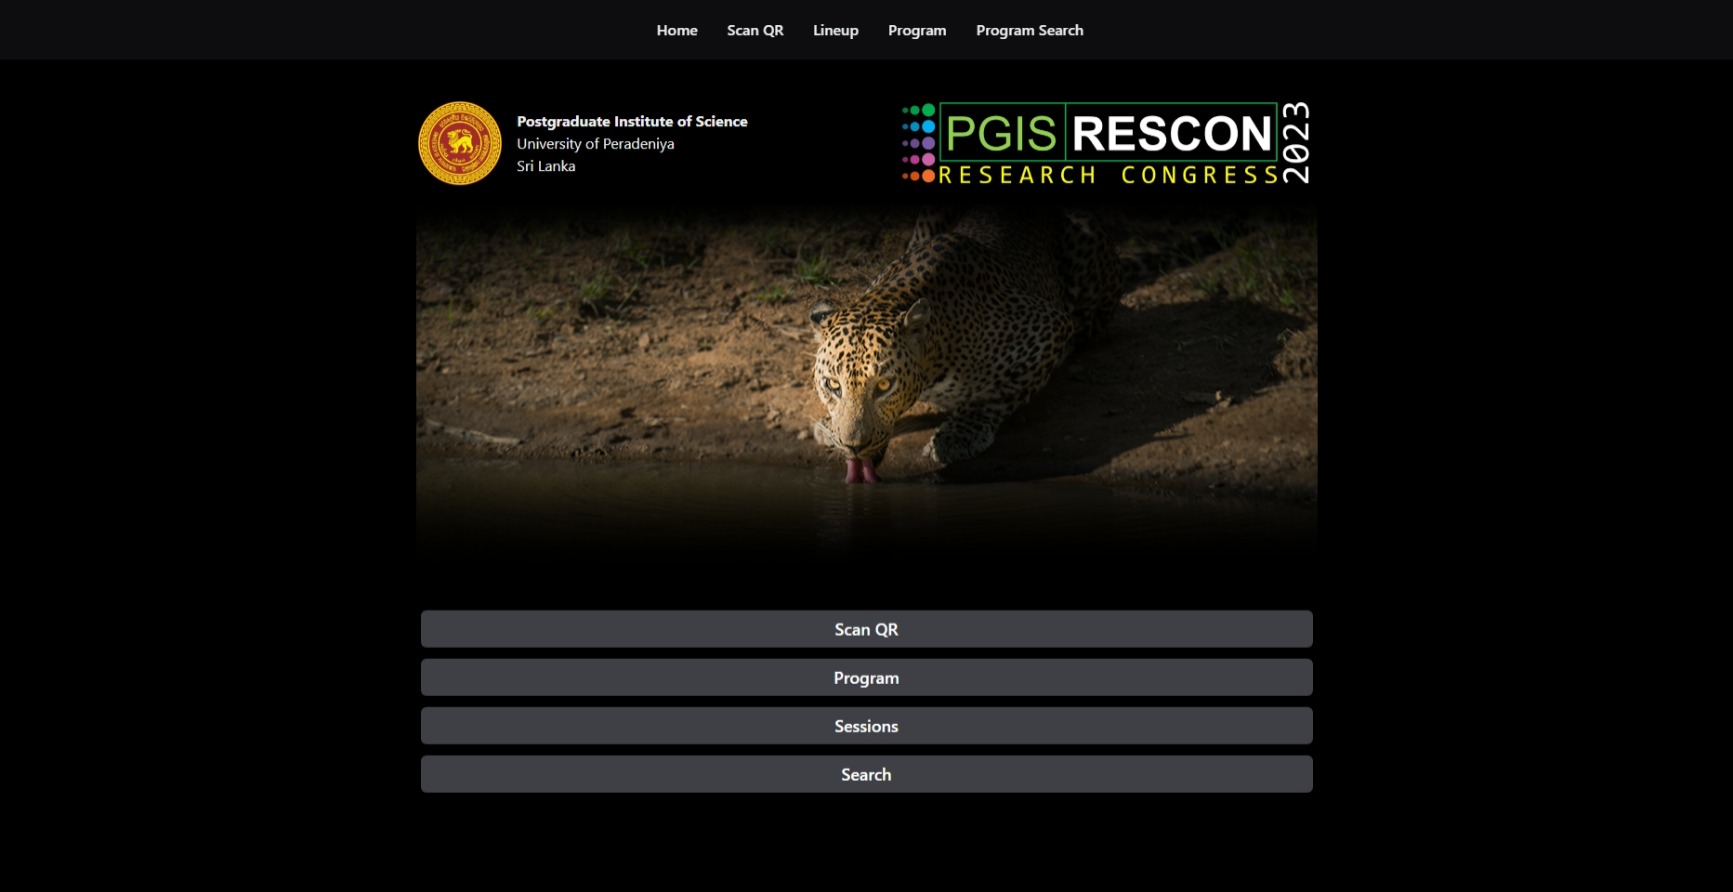 Home Scan QR Lineup Program Program Search
Postgraduate Institute of Science
University of Peradeniya
Sri Lanka
PGIS RESCON
RESEARCH CONGRESS
2023
Scan QR
Program
Sessions
Search